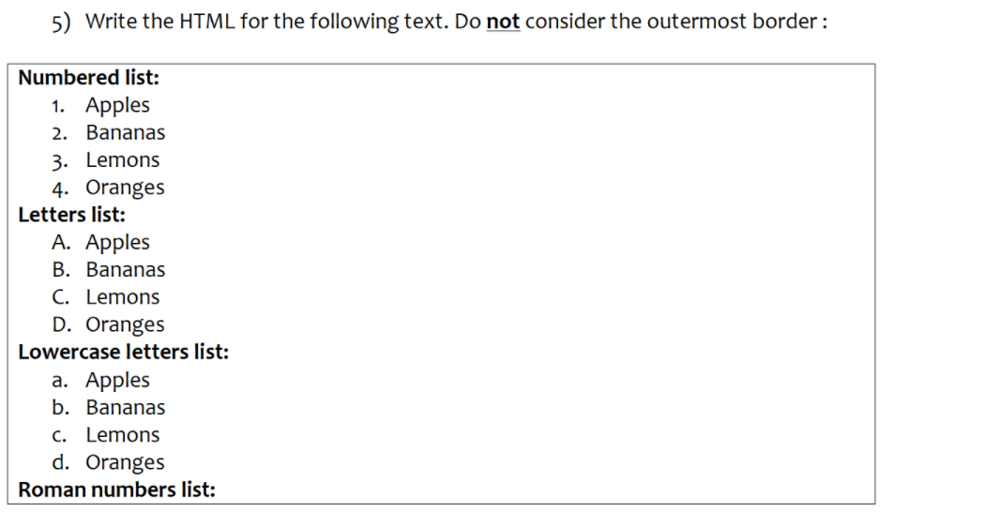 5) Write the HTML for the following text. Do not consider the outermost border :
Numbered list:
1. Apples
2. Bananas
3. Lemons
4. Oranges
Letters list:
A. Apples
B. Bananas
C. Lemons
D. Oranges
Lowercase letters list:
a. Apples
b. Bananas
c. Lemons
d. Oranges
Roman numbers list: